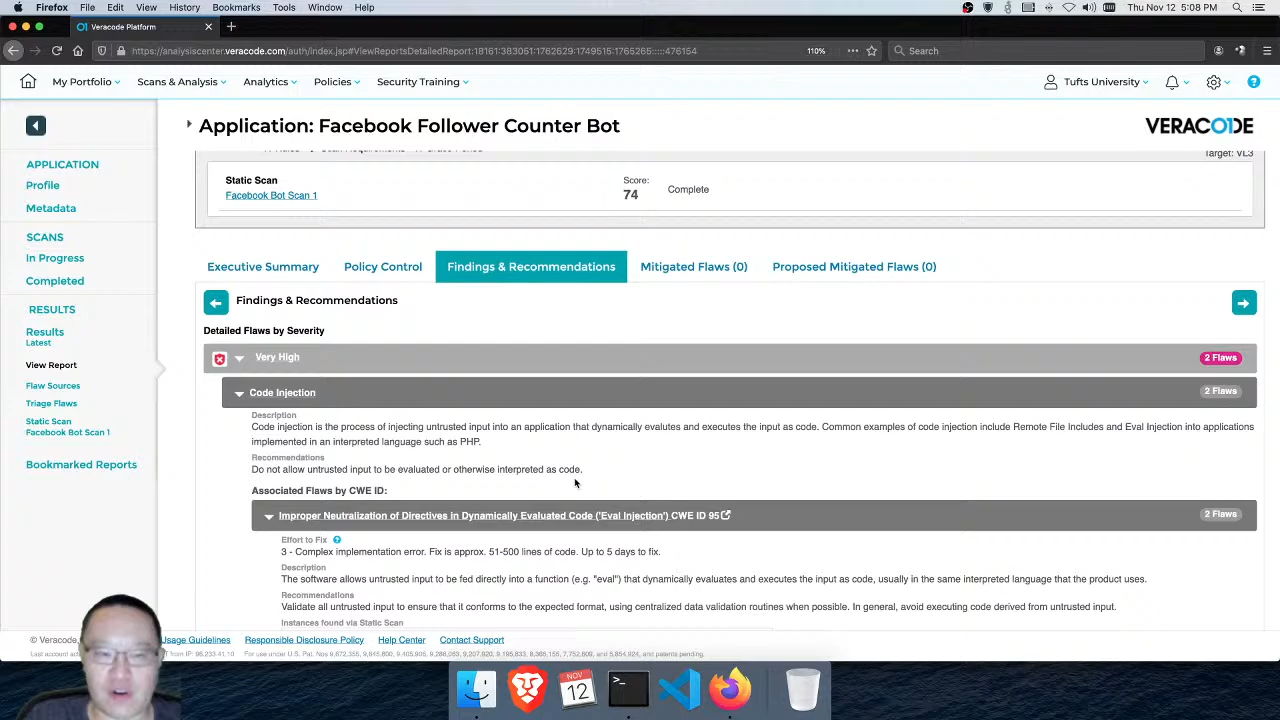 Firefox File Edit View History Bookmarks Tools Window Help Thu Nov 12 5:08 PM
Veracode Platform
https://analysiscenter.veracode.com/auth/index.jsp#ViewReportsDetailedReport:18161:383051:1762629:1749515:1765265:::::476154 110% Search
My Portfolio Scans & Analysis Analytics Policies Security Training Tufts University
Application: Facebook Follower Counter Bot VERACODE
Target: VL3
Static Scan Score: Complete
Facebook Bot Scan 1 74
APPLICATION
Profile
Metadata
SCANS
In Progress
Completed
RESULTS
Results
Latest
View Report
Flaw Sources
Triage Flaws
Static Scan
Facebook Bot Scan 1
Bookmarked Reports
Executive Summary Policy Control Findings & Recommendations Mitigated Flaws (0) Proposed Mitigated Flaws (0)
Findings & Recommendations
Detailed Flaws by Severity
Very High 2 Flaws
Code Injection 2 Flaws
Description
Code injection is the process of injecting untrusted input into an application that dynamically evalutes and executes the input as code. Common examples of code injection include Remote File Includes and Eval Injection into applications
implemented in an interpreted language such as PHP.
Recommendations
Do not allow untrusted input to be evaluated or otherwise interpreted as code.
Associated Flaws by CWE ID:
Improper Neutralization of Directives in Dynamically Evaluated Code ('Eval Injection') CWE ID 95 2 Flaws
Effort to Fix
3 - Complex implementation error. Fix is approx. 51-500 lines of code. Up to 5 days to fix.
Description
The software allows untrusted input to be fed directly into a function (e.g. "eval") that dynamically evaluates and executes the input as code, usually in the same interpreted language that the product uses.
Recommendations
Validate all untrusted input to ensure that it conforms to the expected format, using centralized data validation routines when possible. In general, avoid executing code derived from untrusted input.
Instances found via Static Scan
© Veracode, Usage Guidelines Responsible Disclosure Policy Help Center Contact Support
Last account
For use under U.S. Pat. Nos
and patents pending.
NOV
12